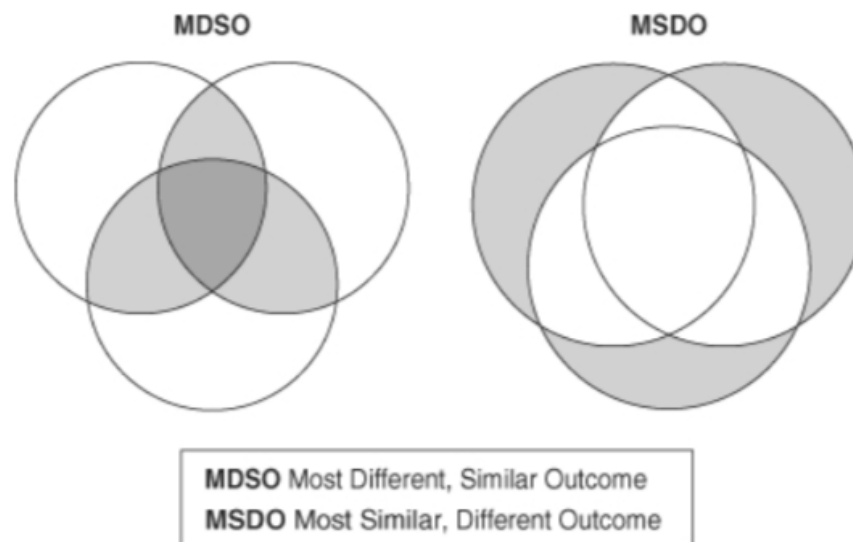 MDSO
MSDO
MDSO Most Different, Similar Outcome
MSDO Most Similar, Different Outcome